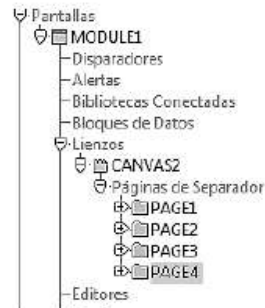 Pantallas
MODULE1
Disparadores
Alertas
Bibliotecas Conectadas
Bloques de Datos
Lienzos
CANVAS2
Páginas de Separador
PAGE1
PAGE2
PAGE3
PAGE4
Editores